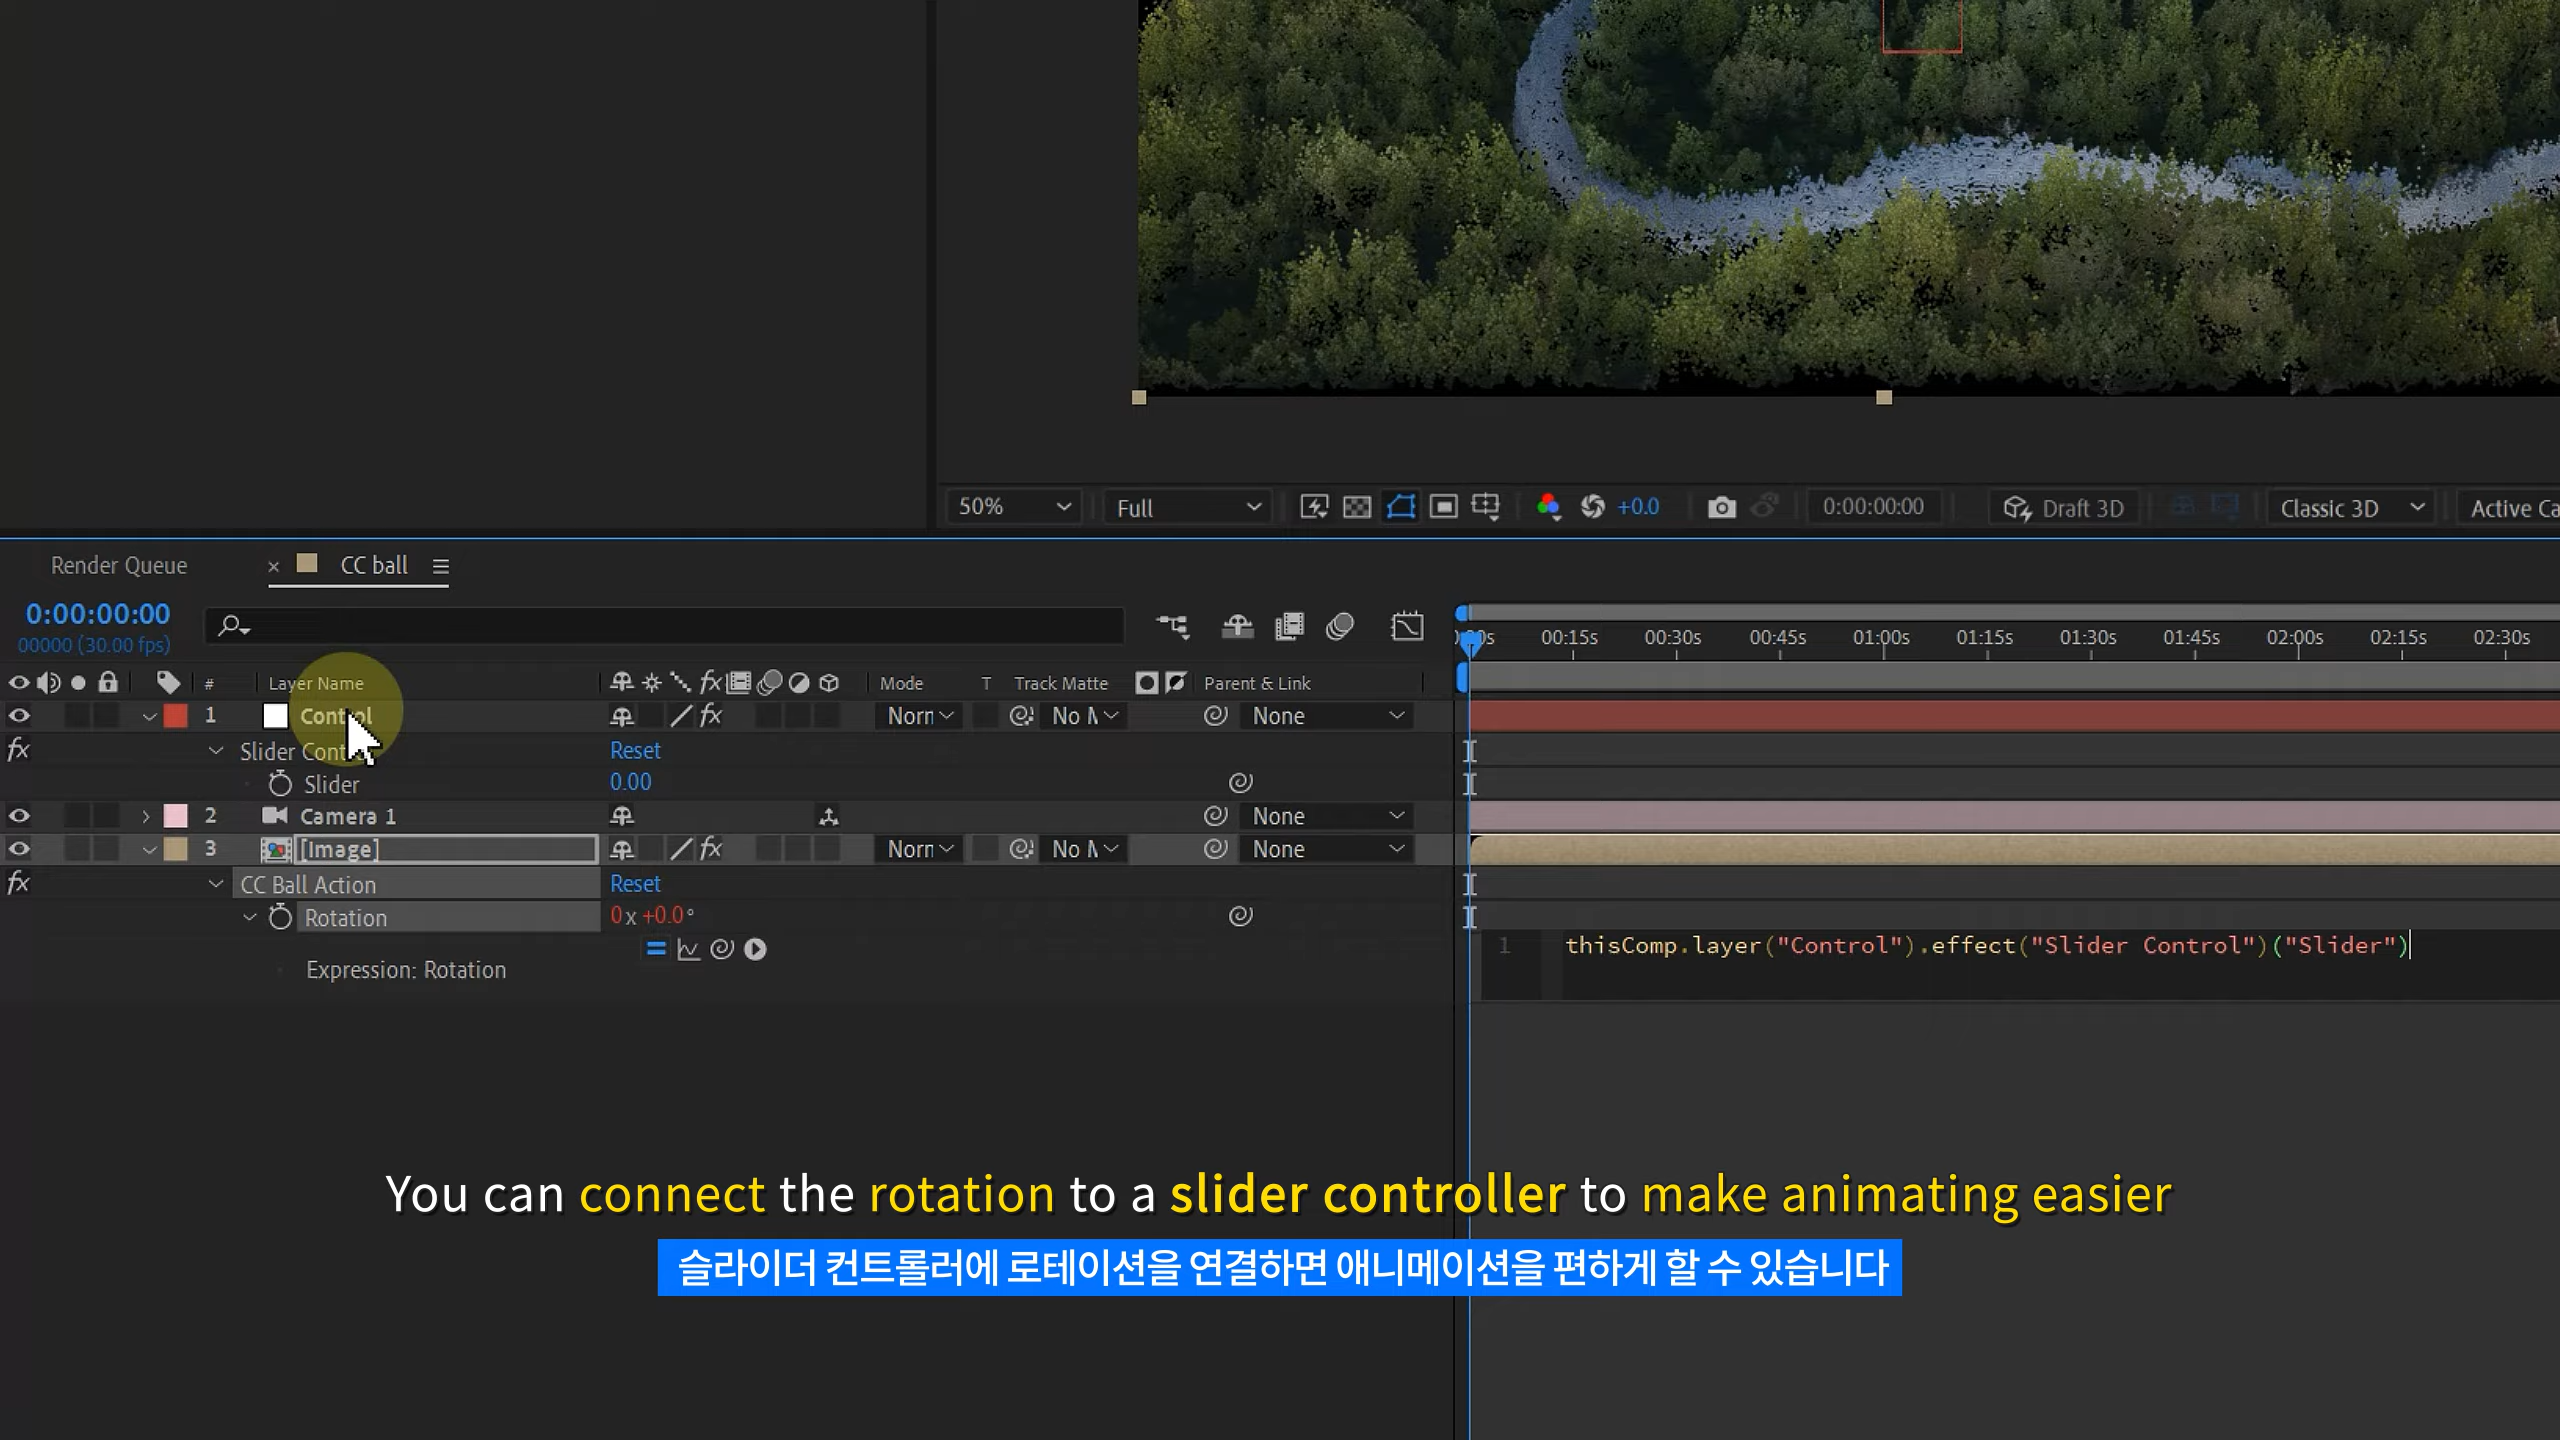 50% Full +0.0 0:00:00:00 Draft 3D Classic 3D Active Ca
Render Queue × CC ball
0:00:00:00
00000 (30.00 fps)
00:15s 00:30s 00:45s 01:00s 01:15s 01:30s 01:45s 02:00s 02:15s 02:30s
# Layer Name fx Mode T Track Matte Parent & Link
1 Control fx Norn No M None
fx Slider Control Reset
Slider 0.00
2 Camera 1 None
3 [Image] fx Norn No M None
fx CC Ball Action Reset
Rotation 0x+0.0°
1 thisComp.layer("Control").effect("Slider Control")("Slider")
Expression: Rotation
You can connect the rotation to a slider controller to make animating easier
슬라이더 컨트롤러에 로테이션을 연결하면 애니메이션을 편하게 할 수 있습니다